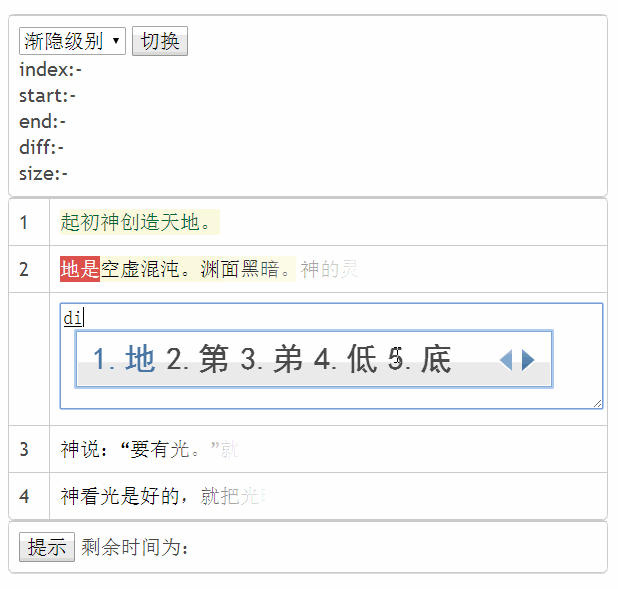 渐隐级别 切换
index:-
start:-
end:-
diff:-
size:-
1 起初神创造天地。
2 地是空虚混沌。渊面黑暗。神的灵
di
1.地 2.第 3.弟 4.低 5.底
3 神说：“要有光。”就
4 神看光是好的，就把光
提示 剩余时间为：